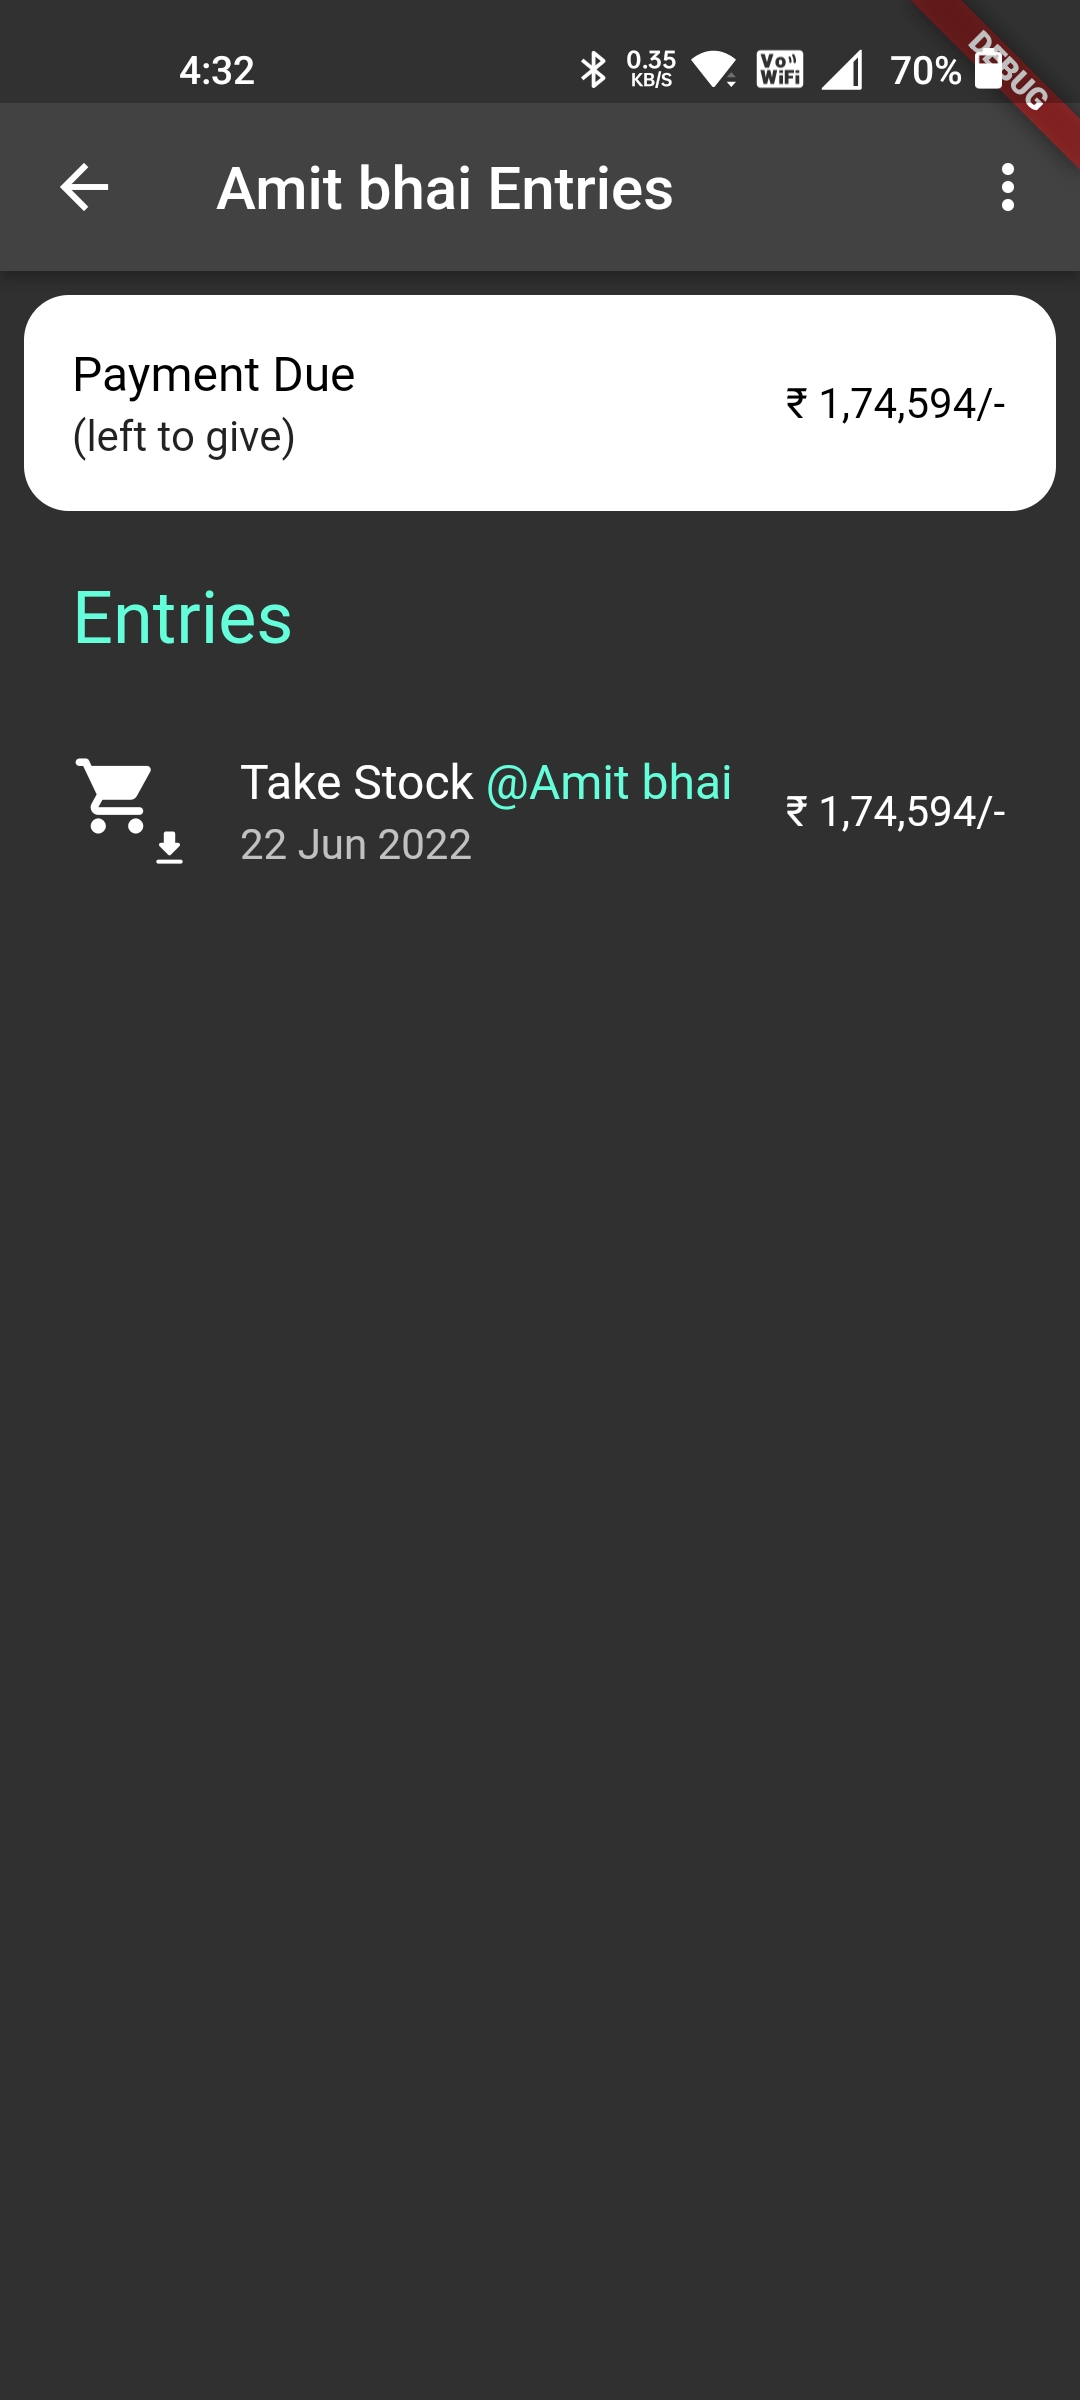 4:32
0.35
KB/S
Vo
WiFi
70%
DEBUG
Amit bhai Entries
Payment Due
(left to give)
₹ 1,74,594/-
Entries
Take Stock @Amit bhai
22 Jun 2022
₹ 1,74,594/-